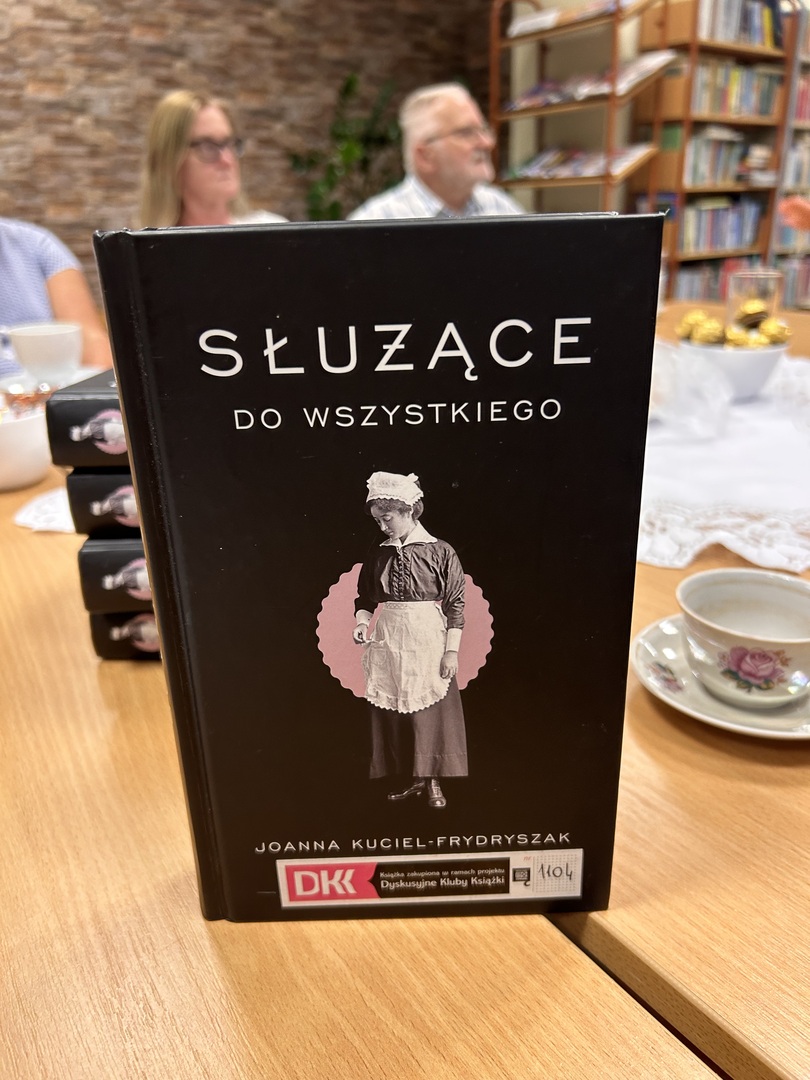 SŁUŻĄCE
DO WSZYSTKIEGO
JOANNA KUCIEL-FRYDRYSZAK
DKK
Książka zakupiona w ramach projektu
Dyskusyjne Kluby Książki
1104